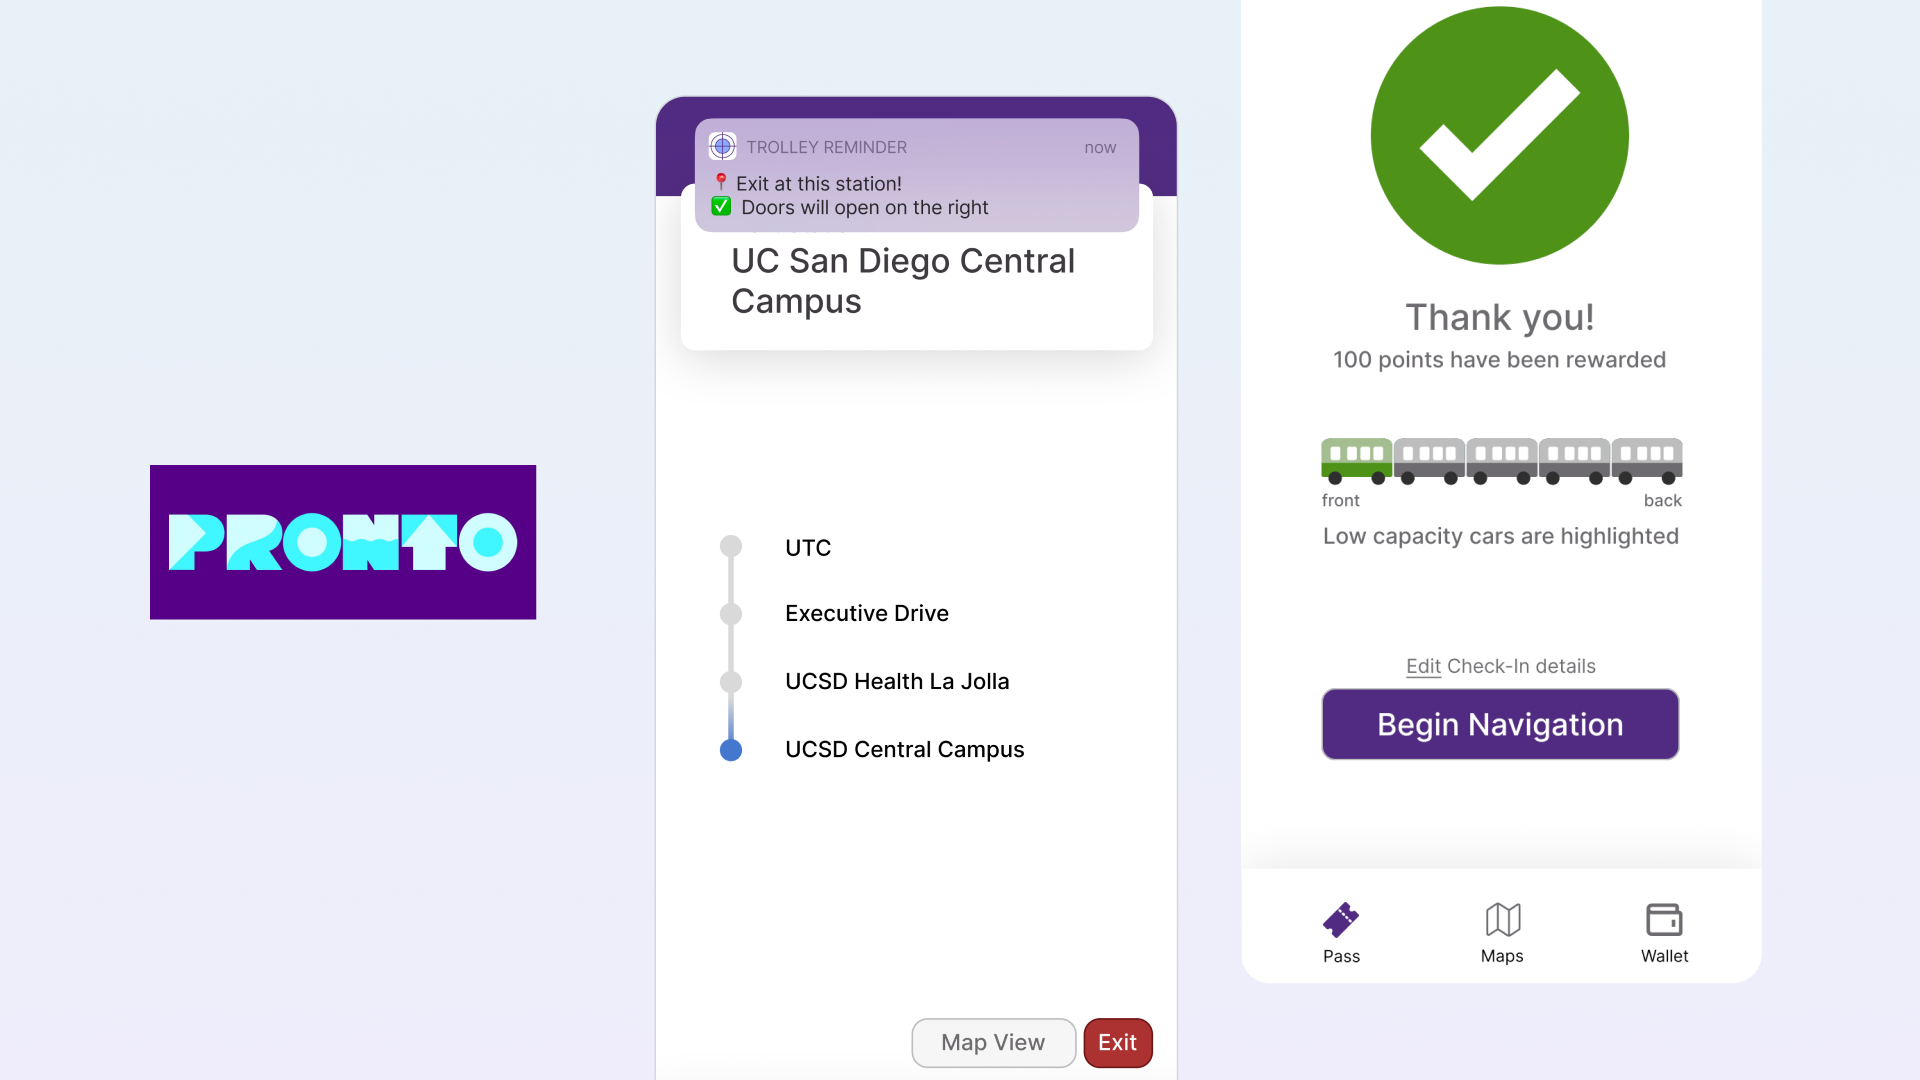 PRONTO
TROLLEY REMINDER now
📍 Exit at this station!
✅ Doors will open on the right
UC San Diego Central
Campus
UTC
Executive Drive
UCSD Health La Jolla
UCSD Central Campus
Map View
Exit
Thank you!
100 points have been rewarded
front back
Low capacity cars are highlighted
Edit Check-In details
Begin Navigation
Pass
Maps
Wallet